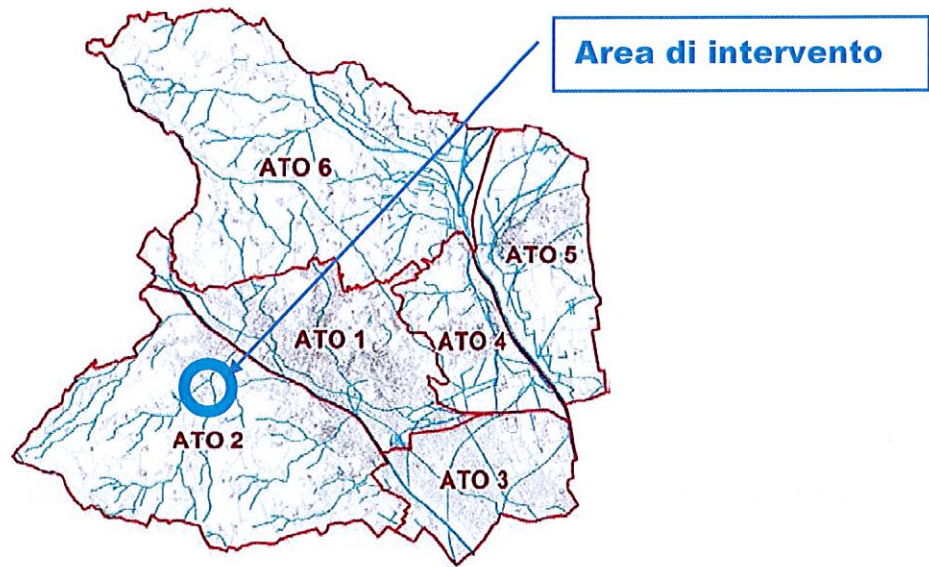 Area di intervento
ATO 6
ATO 5
ATO 1
ATO 4
ATO 2
ATO 3